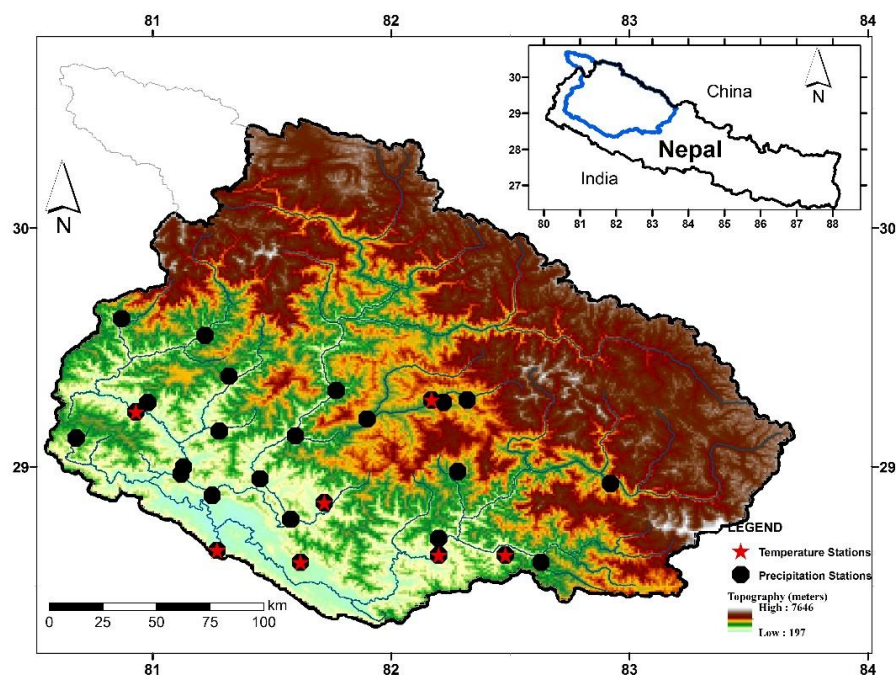 81
82
83
84
30
29
28
27
China
N
Nepal
India
80 81 82 83 84 85 86 87 88
N
30
30
29
29
LEGEND
Temperature Stations
Precipitation Stations
Topography (meters)
High : 7646
Low : 197
km
0 25 50 75 100
81
82
83
84